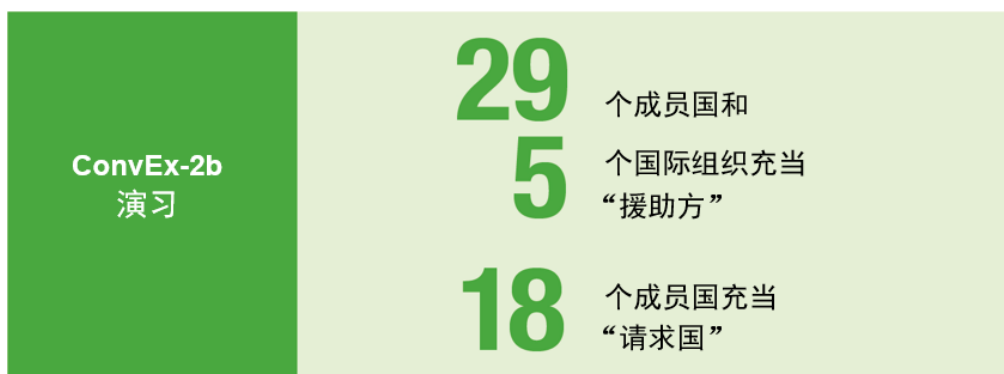 ConvEx-2b
演习
29 个成员国和
5 个国际组织充当
“援助方”
18 个成员国充当
“请求国”